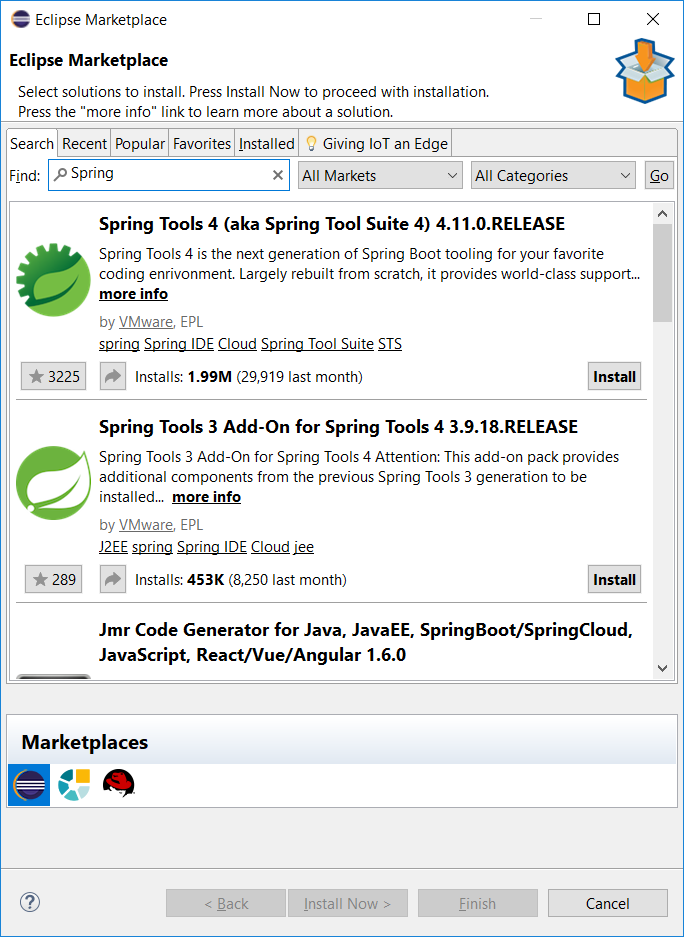 Eclipse Marketplace
Eclipse Marketplace
Select solutions to install. Press Install Now to proceed with installation.
Press the "more info" link to learn more about a solution.
Search Recent Popular Favorites Installed Giving IoT an Edge
Find: Spring All Markets All Categories Go
Spring Tools 4 (aka Spring Tool Suite 4) 4.11.0.RELEASE
Spring Tools 4 is the next generation of Spring Boot tooling for your favorite
coding enrivonment. Largely rebuilt from scratch, it provides world-class support...
more info
by VMware, EPL
spring Spring IDE Cloud Spring Tool Suite STS
3225 Installs: 1.99M (29,919 last month) Install
Spring Tools 3 Add-On for Spring Tools 4 3.9.18.RELEASE
Spring Tools 3 Add-On for Spring Tools 4 Attention: This add-on pack provides
additional components from the previous Spring Tools 3 generation to be
installed... more info
by VMware, EPL
J2EE spring Spring IDE Cloud jee
289 Installs: 453K (8,250 last month) Install
Jmr Code Generator for Java, JavaEE, SpringBoot/SpringCloud,
JavaScript, React/Vue/Angular 1.6.0
Marketplaces
? < Back Install Now > Finish Cancel